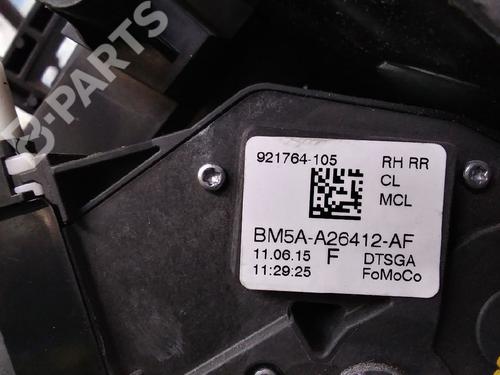 B-PARTS
921764-105 RH RR
CL
MCL
BM5A-A26412-AF
11.06.15 F DTSGA
11:29:25 FoMoCo